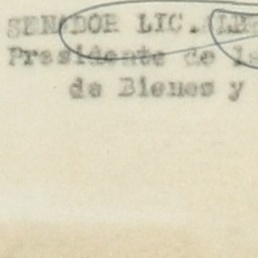 SENADOR LIC.
Presidente de
de Bienes y